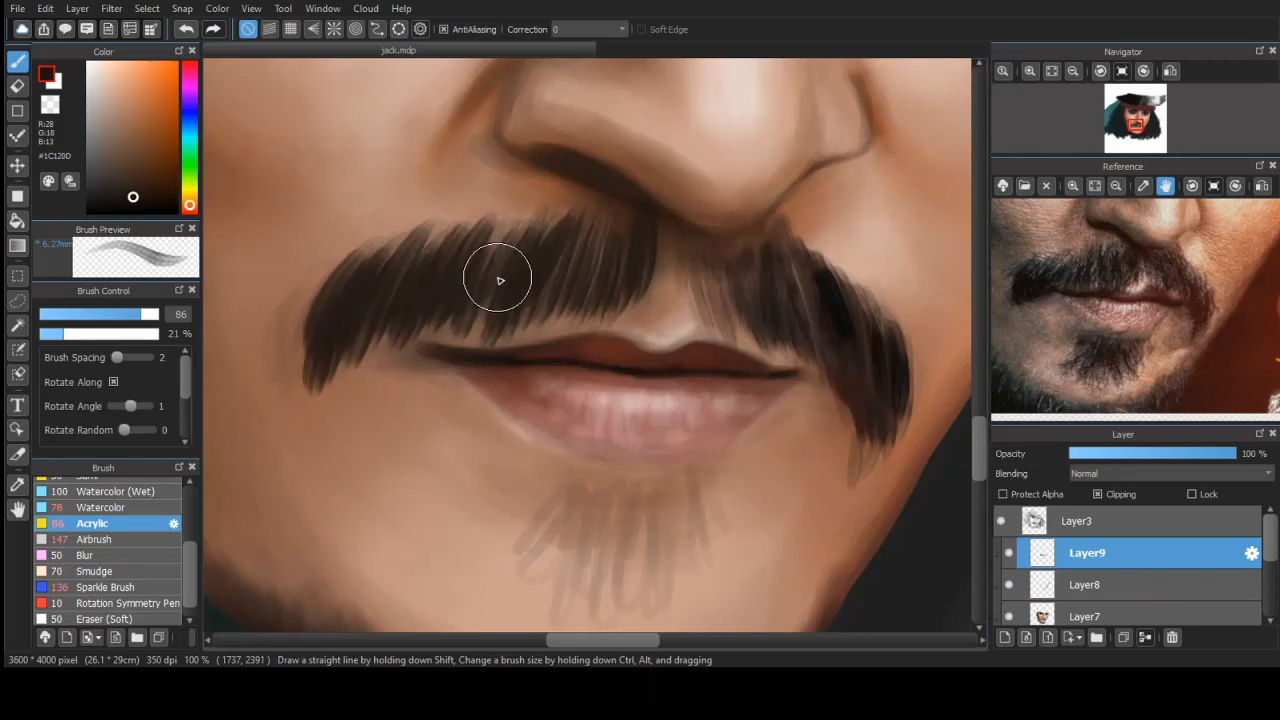 File Edit Layer Filter Select Snap Color View Tool Window Cloud Help
AntiAliasing Correction 0 Soft Edge
Color
jack.mdp
Navigator
R:28
G:18
B:13
#1C120D
Reference
Brush Preview
* 6.27mm
Brush Control
86
21 %
Brush Spacing 2
Rotate Along
Rotate Angle 1
Rotate Random 0
Layer
Opacity 100 %
Blending Normal
Protect Alpha Clipping Lock
Layer3
Layer9
Layer8
Layer7
Brush
100 Watercolor (Wet)
78 Watercolor
86 Acrylic
147 Airbrush
50 Blur
70 Smudge
136 Sparkle Brush
10 Rotation Symmetry Pen
50 Eraser (Soft)
3600 * 4000 pixel (26.1 * 29cm) 350 dpi 100 % ( 1737, 2391 ) Draw a straight line by holding down Shift, Change a brush size by holding down Ctrl, Alt, and dragging